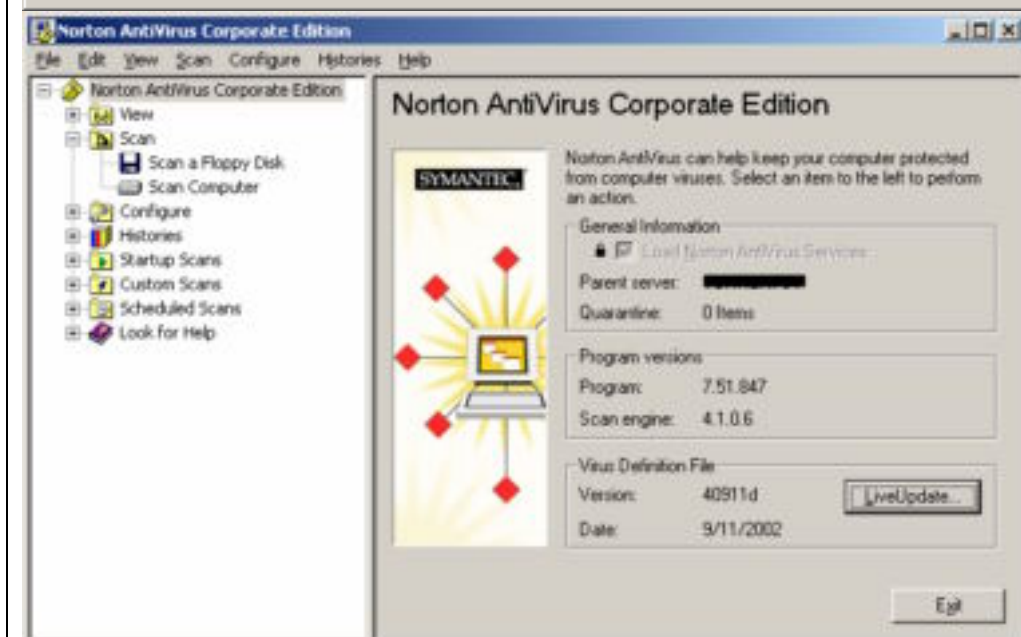 Norton AntiVirus Corporate Edition
File Edit View Scan Configure Histories Help
Norton AntiVirus Corporate Edition
View
Scan
Scan a Floppy Disk
Scan Computer
Configure
Histories
Startup Scans
Custom Scans
Scheduled Scans
Look for Help
Norton AntiVirus Corporate Edition
SYMANTEC.
Norton AntiVirus can help keep your computer protected
from computer viruses. Select an item to the left to perform
an action.
General Information
Load Norton AntiVirus Services
Parent server:
Quarantine: 0 Items
Program versions
Program: 7.51.847
Scan engine: 4.1.0.6
Virus Definition File
Version: 40911d
LiveUpdate...
Date: 9/11/2002
Exit